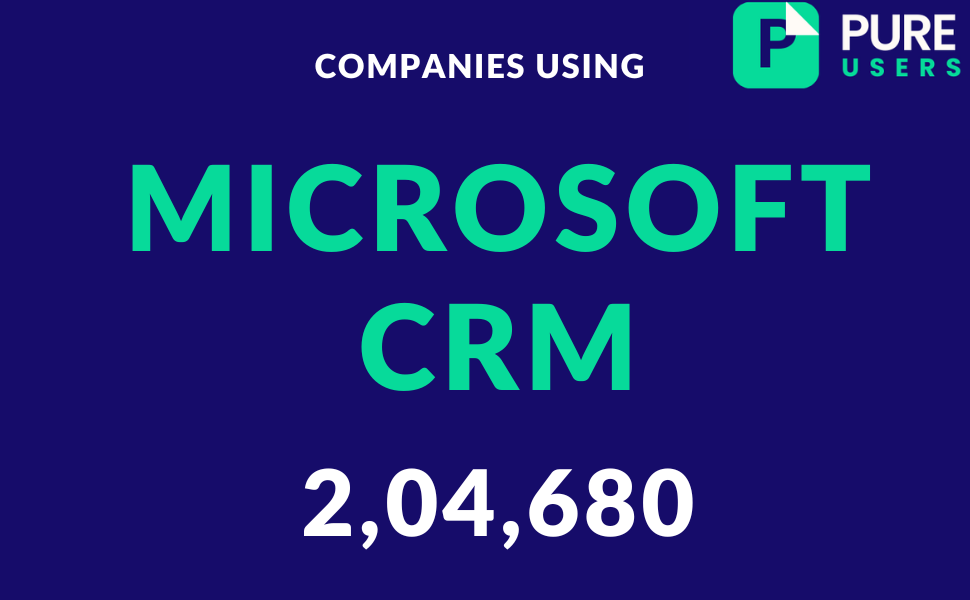 COMPANIES USING
P PURE
USERS
MICROSOFT
CRM
2,04,680